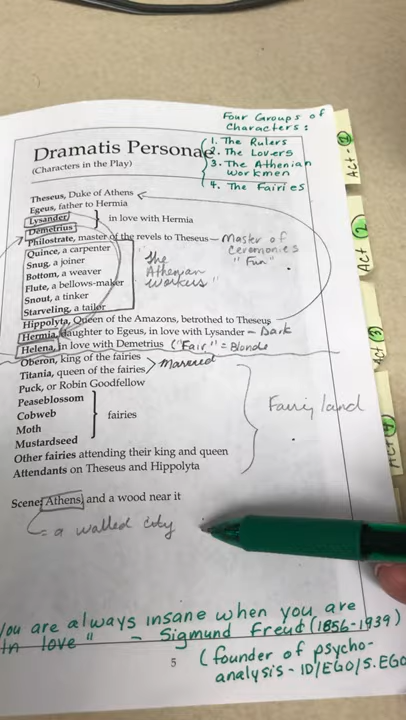 Four Groups of
Characters:
1. The Rulers
2. The Lovers
3. The Athenian
Workmen
4. The Fairies
Dramatis Personae
(Characters in the Play)
Theseus, Duke of Athens
Egeus, father to Hermia
Lysander
Demetrius
in love with Hermia
Philostrate, master of the revels to Theseus — Master of
Ceremonies
"Fun"
Quince, a carpenter
Snug, a joiner
Bottom, a weaver
Flute, a bellows-maker
Snout, a tinker
Starveling, a tailor
"The
Athenian
Workers"
Hippolyta, Queen of the Amazons, betrothed to Theseus
Hermia, daughter to Egeus, in love with Lysander — Dark
Helena, in love with Demetrius ("Fair" = Blonde
Oberon, king of the fairies
Titania, queen of the fairies
Married
Puck, or Robin Goodfellow
Peaseblossom
Cobweb
Moth
Mustardseed
fairies
Other fairies attending their king and queen
Attendants on Theseus and Hippolyta
Fairy land
Scene: Athens, and a wood near it
= a walled city
You are always insane when you are
in love" - Sigmund Freud (1856-1939)
(founder of psycho-
analysis - ID/EGO/S.EGO
5
Act 1
Act 2
Act 3
Act 4